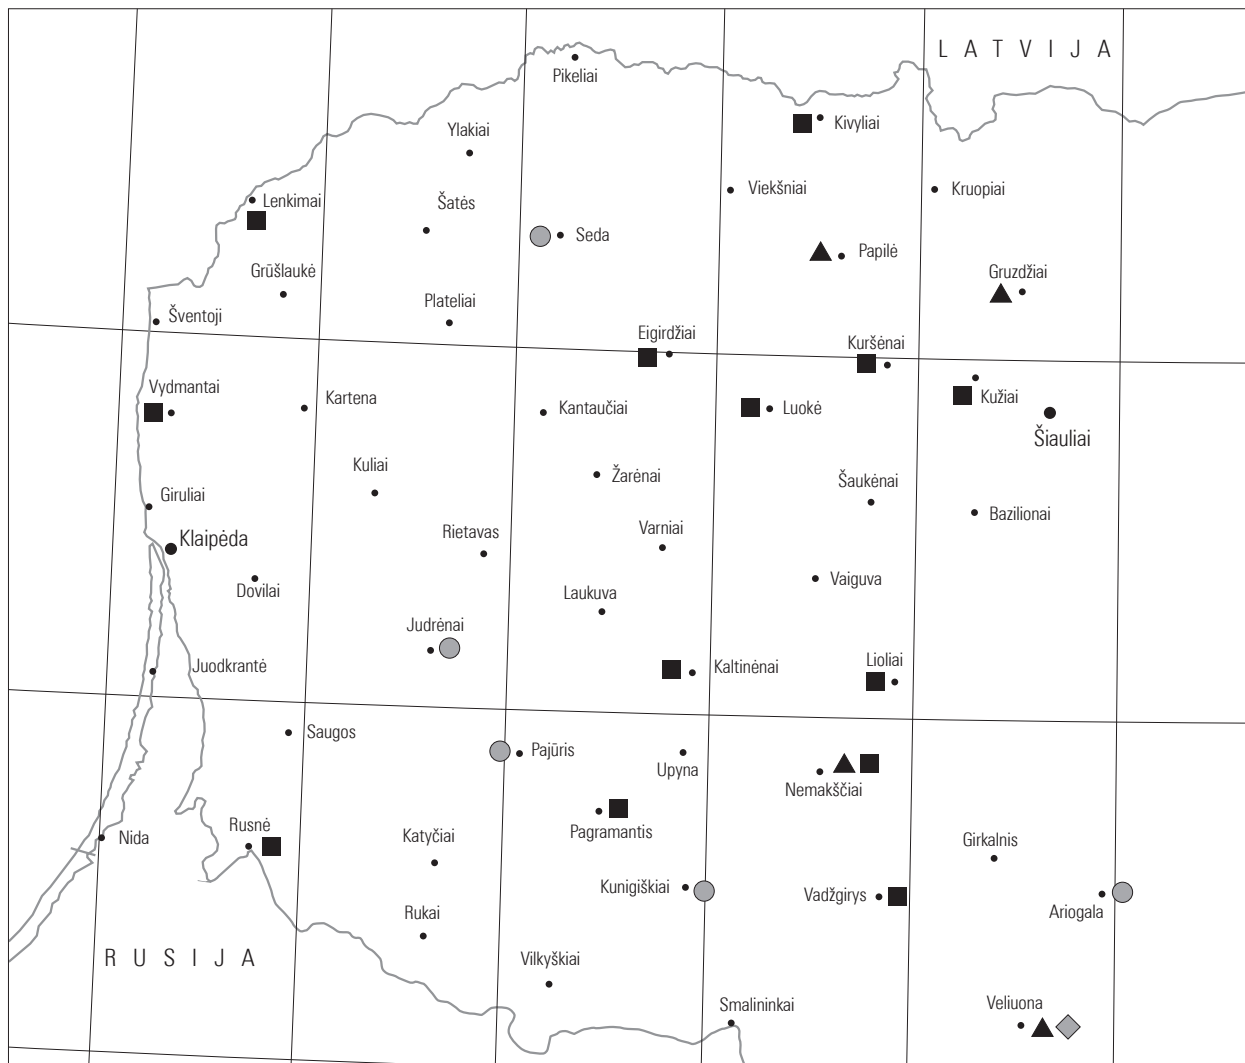 LATVIJA
Pikeliai
Kivyliai
Ylakiai
Viekšniai
Kruopiai
Lenkimai
Šatės
Seda
Papilė
Grūšlaukė
Gruzdžiai
Plateliai
Šventoji
Eigirdžiai
Kuršėnai
Vydmantai
Kartena
Kantaučiai
Luokė
Kužiai
Šiauliai
Kuliai
Žarėnai
Šaukėnai
Giruliai
Bazilionai
Klaipėda
Rietavas
Varniai
Dovilai
Laukuva
Vaiguva
Judrėnai
Juodkrantė
Kaltinėnai
Lioliai
Saugos
Pajūris
Upyna
Nemakščiai
Nida
Rusnė
Katyčiai
Pagramantis
Girkalnis
Kunigiškiai
Vadžgirys
Ariogala
Rukai
RUSIJA
Vilkyškiai
Smalininkai
Veliuona